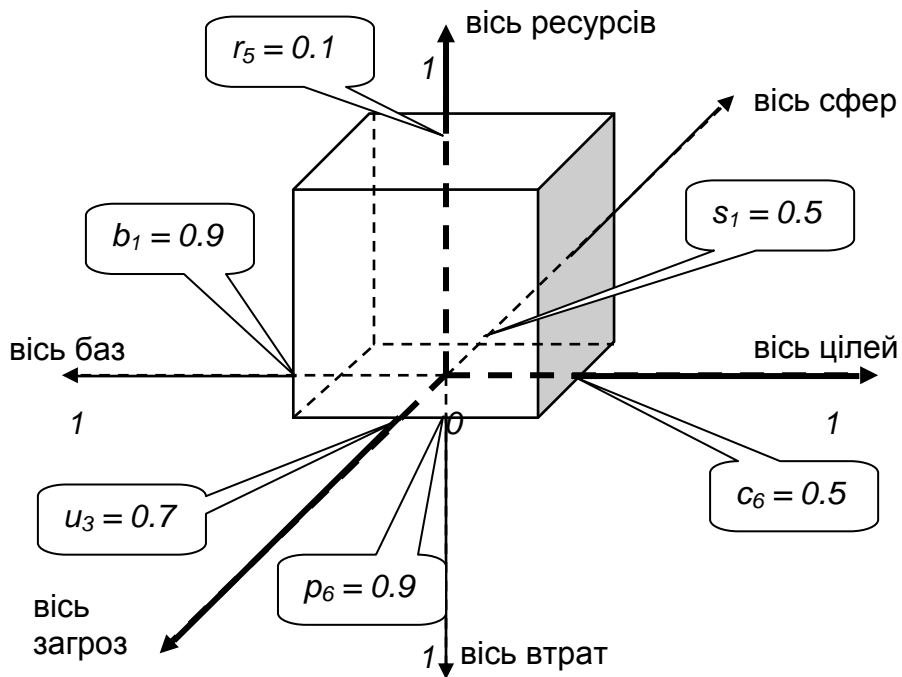 вісь ресурсів
r5 = 0.1
1
вісь сфер
s1 = 0.5
b1 = 0.9
вісь баз
вісь цілей
1
0
1
u3 = 0.7
c6 = 0.5
p6 = 0.9
вісь
загроз
1
вісь втрат